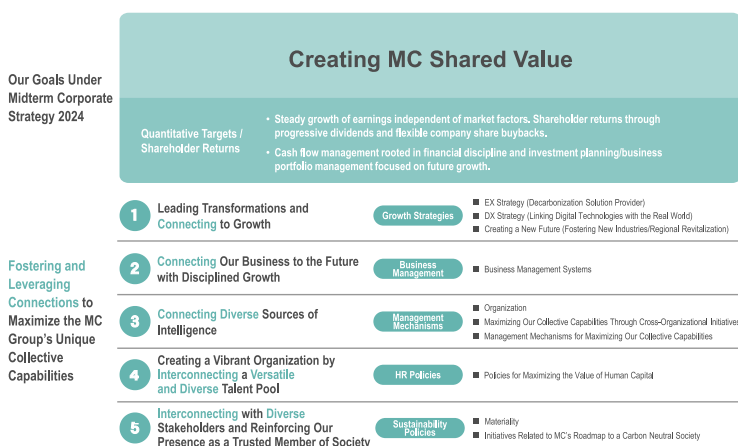 Our Goals Under
Midterm Corporate
Strategy 2024
Creating MC Shared Value
Quantitative Targets /
Shareholder Returns
• Steady growth of earnings independent of market factors. Shareholder returns through
progressive dividends and flexible company share buybacks.
• Cash flow management rooted in financial discipline and investment planning/business
portfolio management focused on future growth.
Fostering and
Leveraging
Connections to
Maximize the MC
Group's Unique
Collective
Capabilities
1
Leading Transformations and
Connecting to Growth
Growth Strategies
■ EX Strategy (Decarbonization Solution Provider)
■ DX Strategy (Linking Digital Technologies with the Real World)
■ Creating a New Future (Fostering New Industries/Regional Revitalization)
2
Connecting Our Business to the Future
with Disciplined Growth
Business
Management
■ Business Management Systems
3
Connecting Diverse Sources of
Intelligence
Management
Mechanisms
■ Organization
■ Maximizing Our Collective Capabilities Through Cross-Organizational Initiatives
■ Management Mechanisms for Maximizing Our Collective Capabilities
4
Creating a Vibrant Organization by
Interconnecting a Versatile
and Diverse Talent Pool
HR Policies
■ Policies for Maximizing the Value of Human Capital
5
Interconnecting with Diverse
Stakeholders and Reinforcing Our
Presence as a Trusted Member of Society
Sustainability
Policies
■ Materiality
■ Initiatives Related to MC's Roadmap to a Carbon Neutral Society